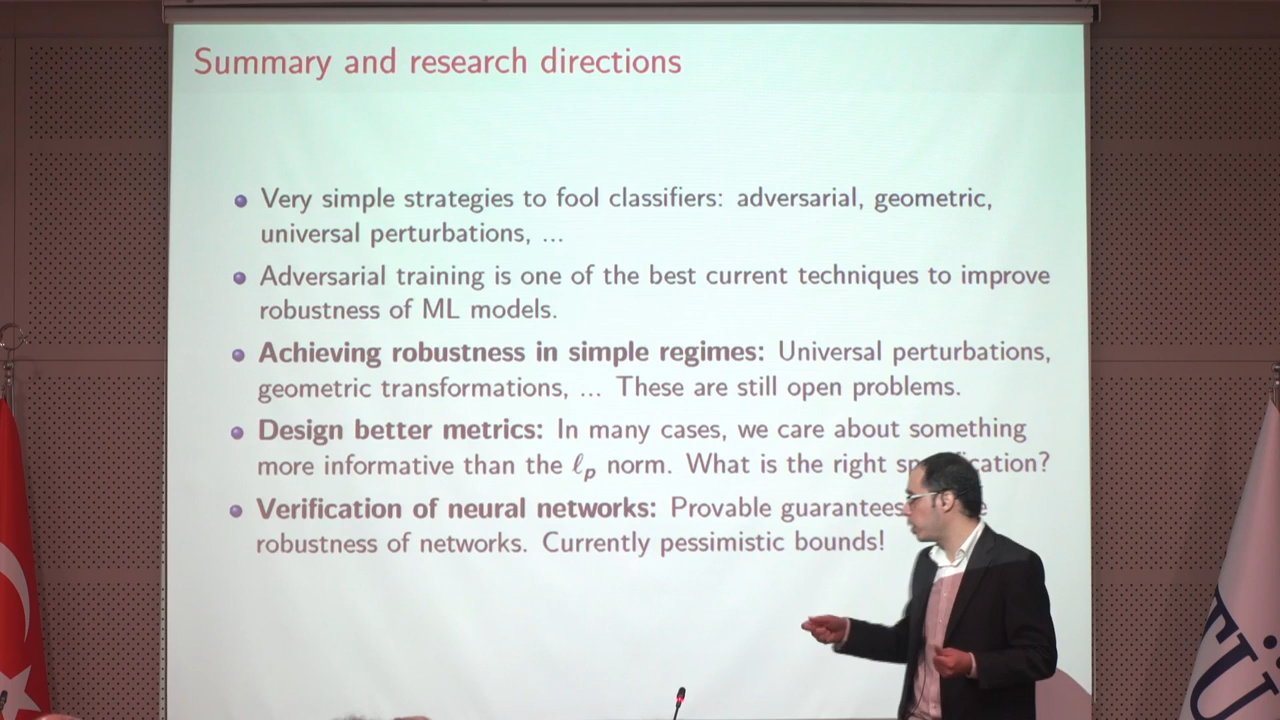 Summary and research directions
Very simple strategies to fool classifiers: adversarial, geometric,
universal perturbations, ...
Adversarial training is one of the best current techniques to improve
robustness of ML models.
Achieving robustness in simple regimes: Universal perturbations,
geometric transformations, ... These are still open problems.
Design better metrics: In many cases, we care about something
more informative than the ℓp norm. What is the right
Verification of neural networks: Provable guarantees
robustness of networks. Currently pessimistic bounds!
TÜ